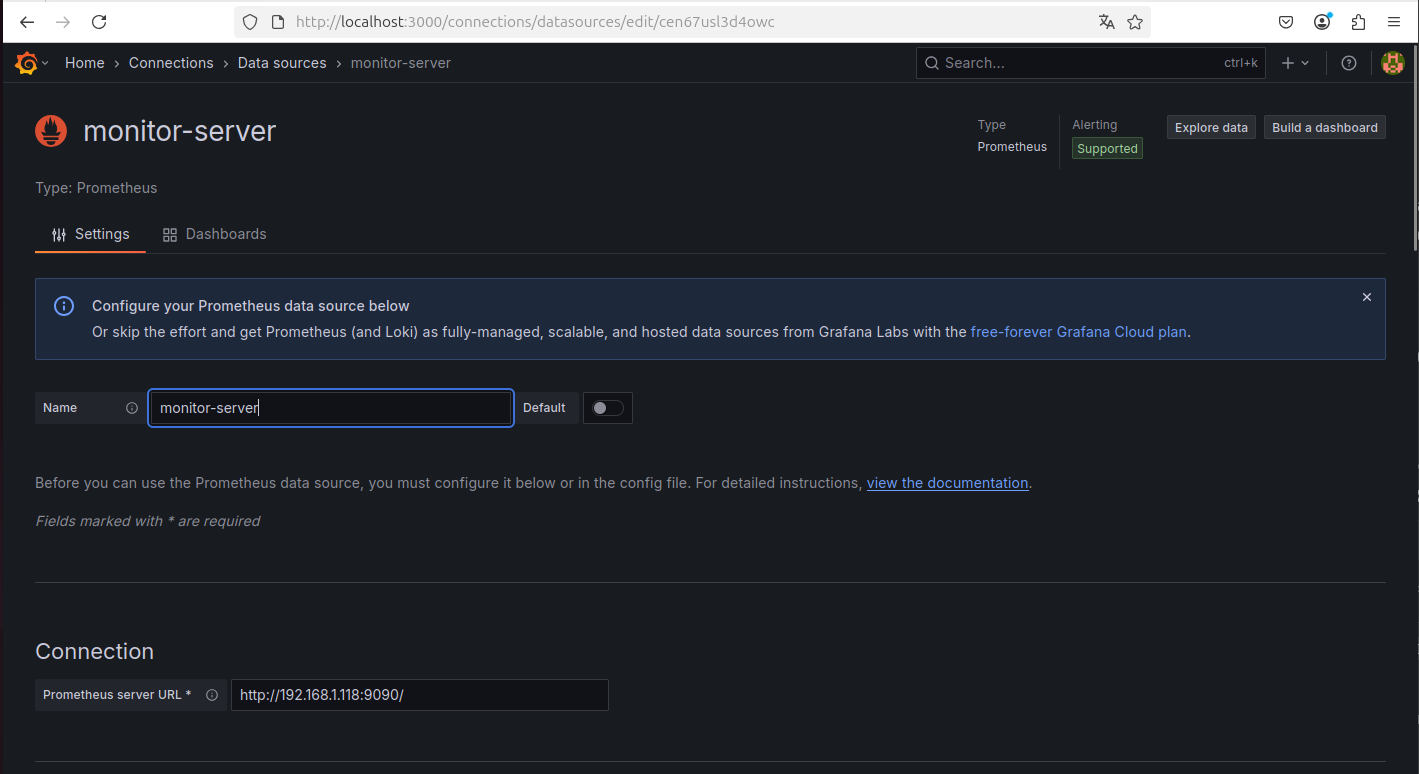 http://localhost:3000/connections/datasources/edit/cen67usl3d4owc
Home › Connections › Data sources › monitor-server
Search... ctrl+k
monitor-server
Type Alerting Explore data Build a dashboard
Prometheus Supported
Type: Prometheus
Settings Dashboards
Configure your Prometheus data source below
Or skip the effort and get Prometheus (and Loki) as fully-managed, scalable, and hosted data sources from Grafana Labs with the free-forever Grafana Cloud plan.
Name monitor-server Default
Before you can use the Prometheus data source, you must configure it below or in the config file. For detailed instructions, view the documentation.
Fields marked with * are required
Connection
Prometheus server URL * http://192.168.1.118:9090/